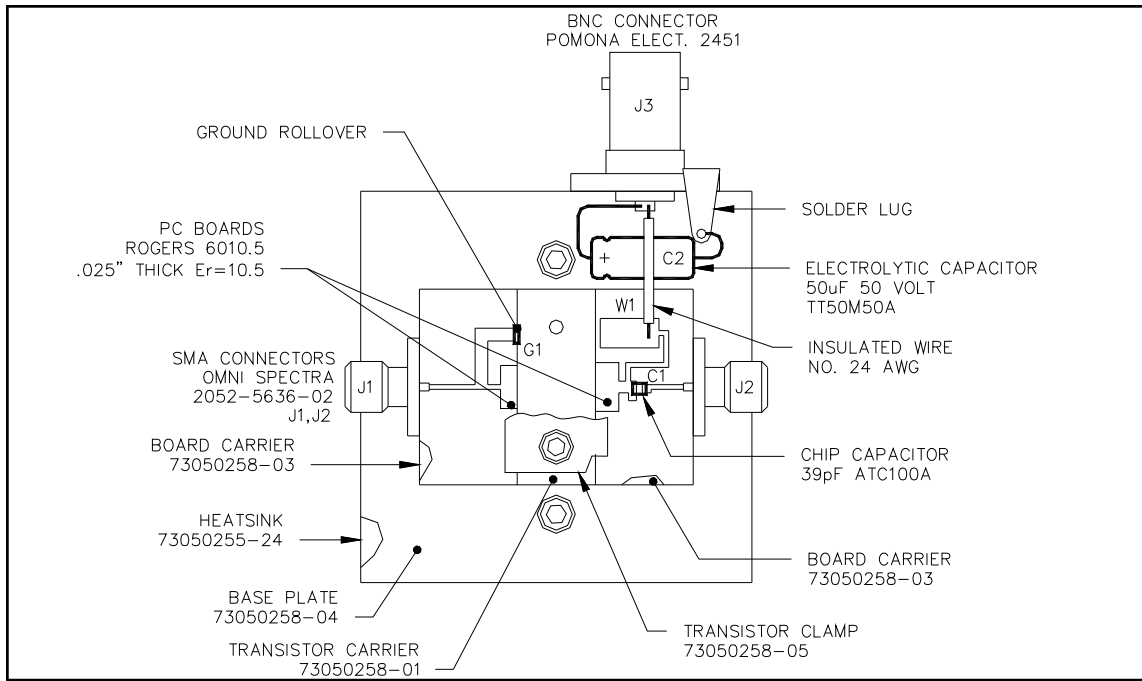 BNC CONNECTOR
POMONA ELECT. 2451
J3
GROUND ROLLOVER
SOLDER LUG
PC BOARDS
ROGERS 6010.5
.025" THICK Er=10.5
+
C2
ELECTROLYTIC CAPACITOR
50uF 50 VOLT
TT50M50A
W1
G1
INSULATED WIRE
NO. 24 AWG
SMA CONNECTORS
OMNI SPECTRA
2052-5636-02
J1,J2
J1
C1
J2
BOARD CARRIER
73050258-03
CHIP CAPACITOR
39pF ATC100A
HEATSINK
73050255-24
BOARD CARRIER
73050258-03
BASE PLATE
73050258-04
TRANSISTOR CLAMP
73050258-05
TRANSISTOR CARRIER
73050258-01